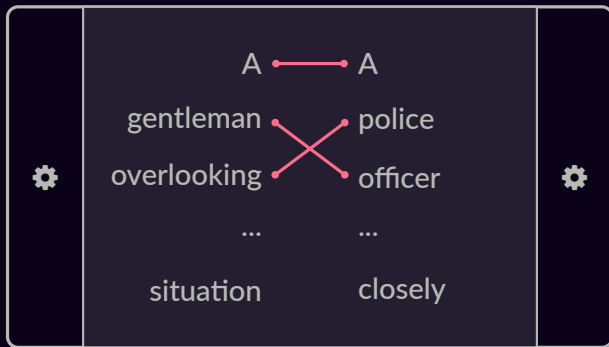 A A
gentleman police
overlooking officer
... ...
situation closely